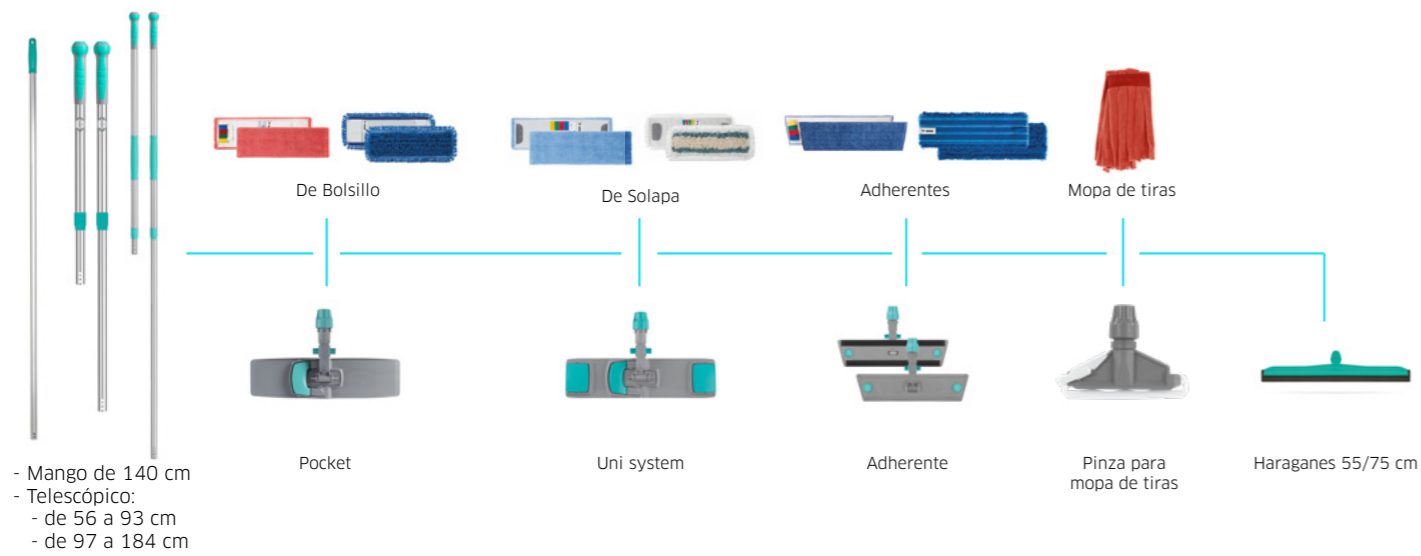 De Bolsillo
De Solapa
Adherentes
Mopa de tiras
Pocket
Uni system
Adherente
Pinza para
mopa de tiras
Haraganes 55/75 cm
- Mango de 140 cm
- Telescópico:
- de 56 a 93 cm
- de 97 a 184 cm